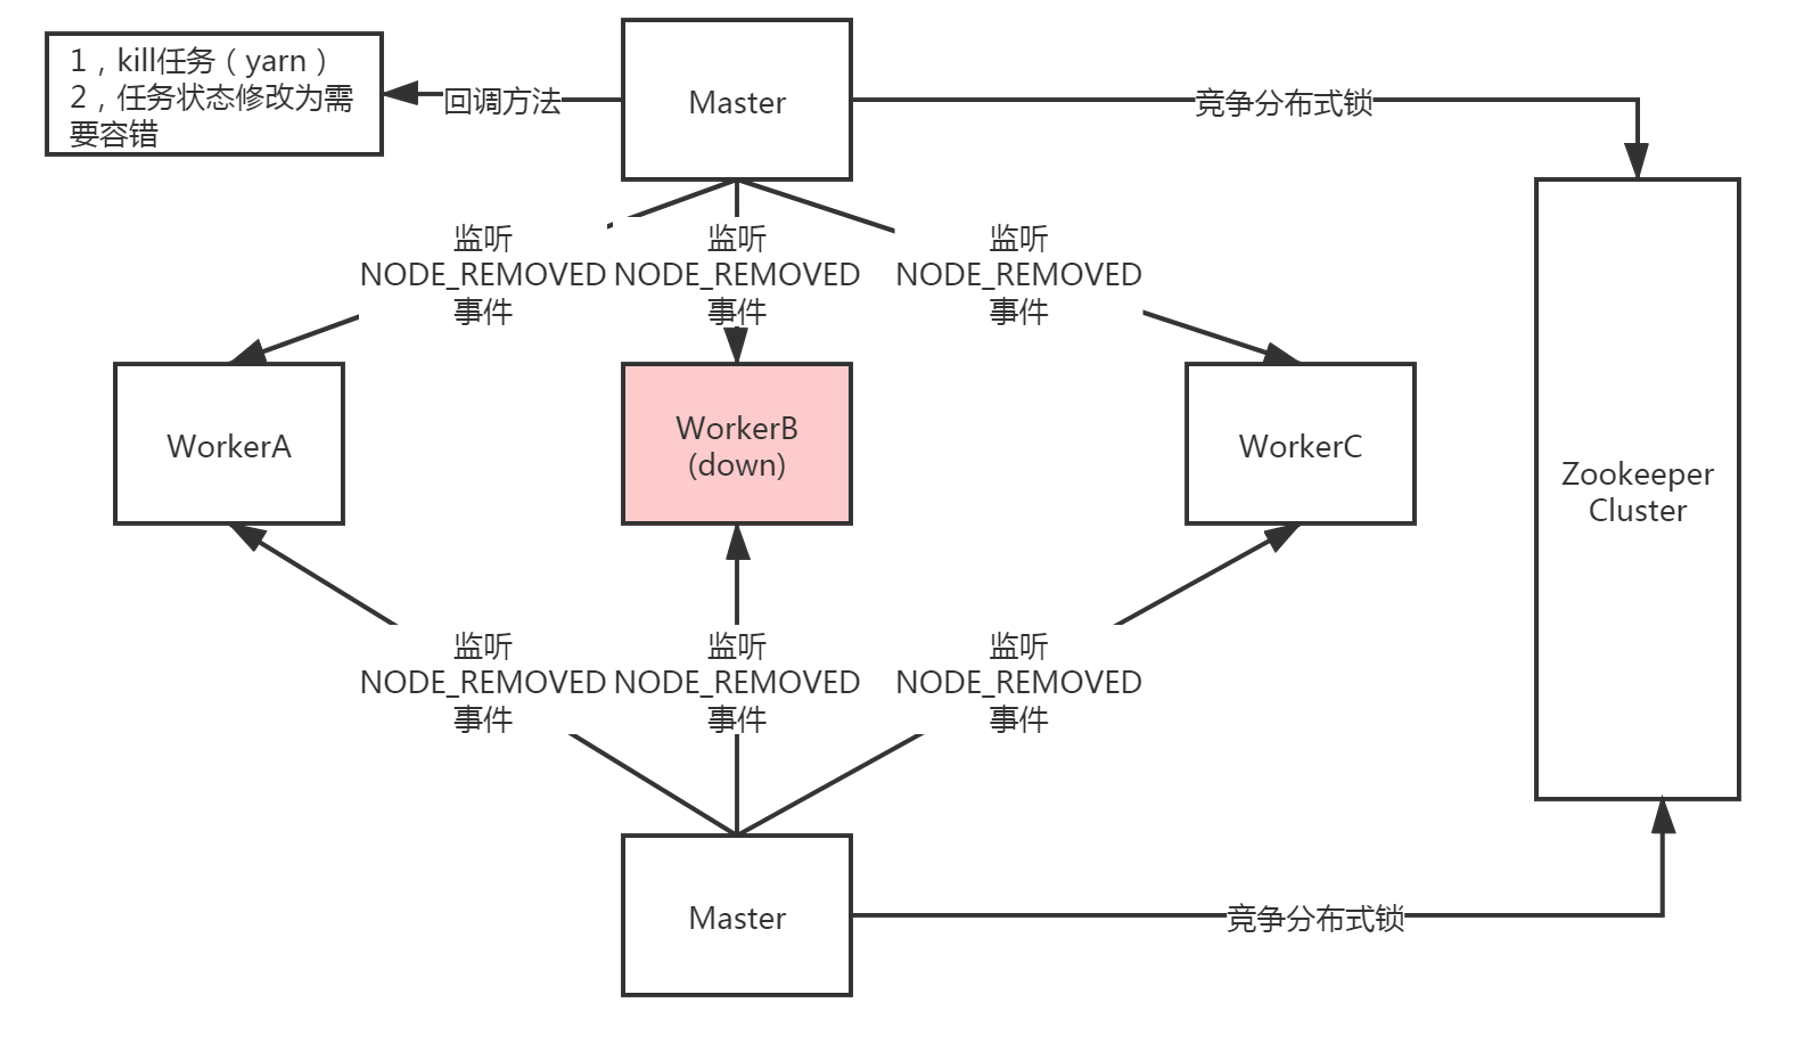 1，kill任务（yarn）
2，任务状态修改为需
要容错
回调方法
Master
竞争分布式锁
监听
NODE_REMOVED
事件
监听
NODE_REMOVED
事件
监听
NODE_REMOVED
事件
WorkerA
WorkerB
(down)
WorkerC
Zookeeper
Cluster
监听
NODE_REMOVED
事件
监听
NODE_REMOVED
事件
监听
NODE_REMOVED
事件
Master
竞争分布式锁